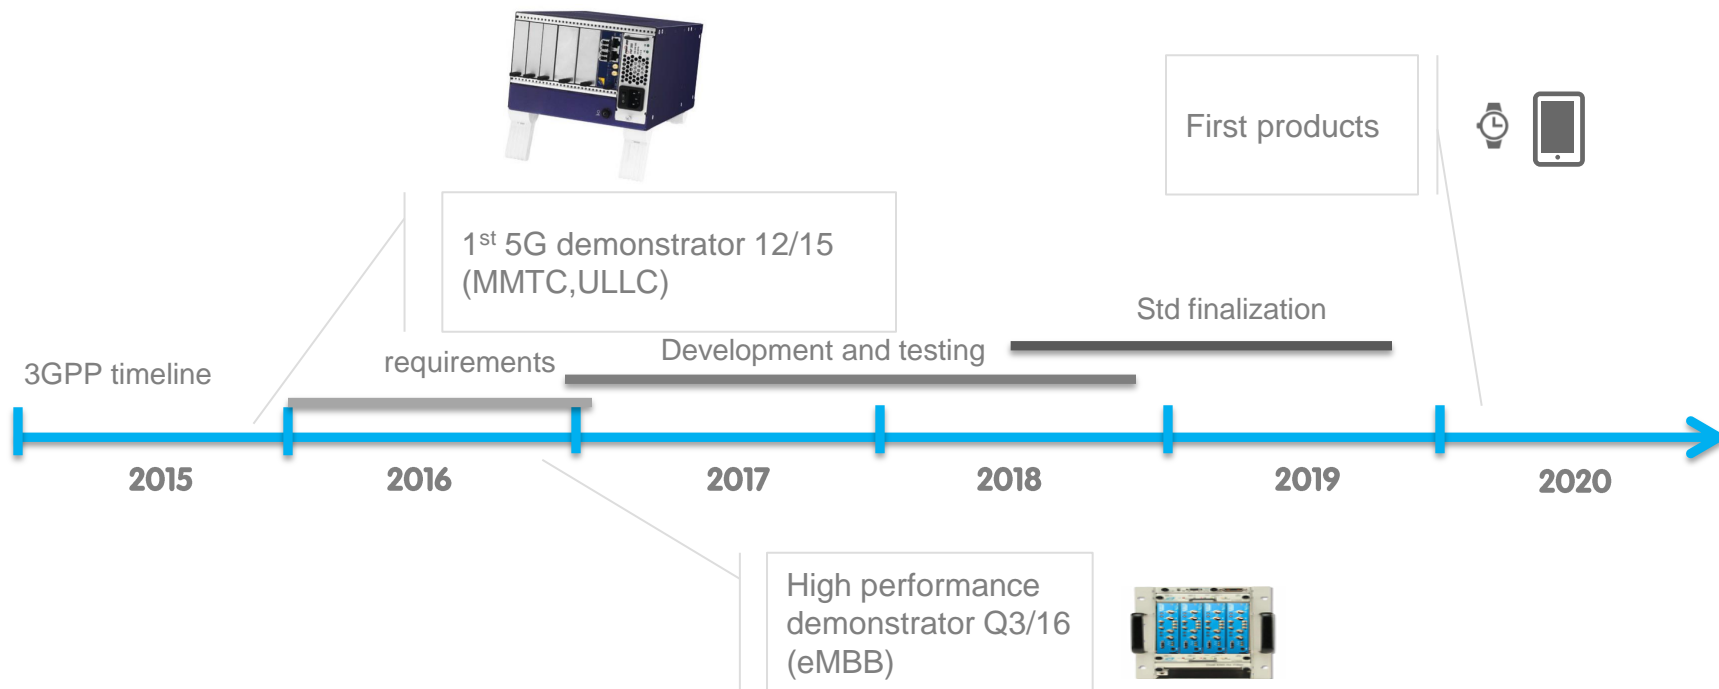 First products
1st 5G demonstrator 12/15
(MMTC,ULLC)
Std finalization
Development and testing
requirements
3GPP timeline
2015
2016
2017
2018
2019
2020
High performance
demonstrator Q3/16
(eMBB)